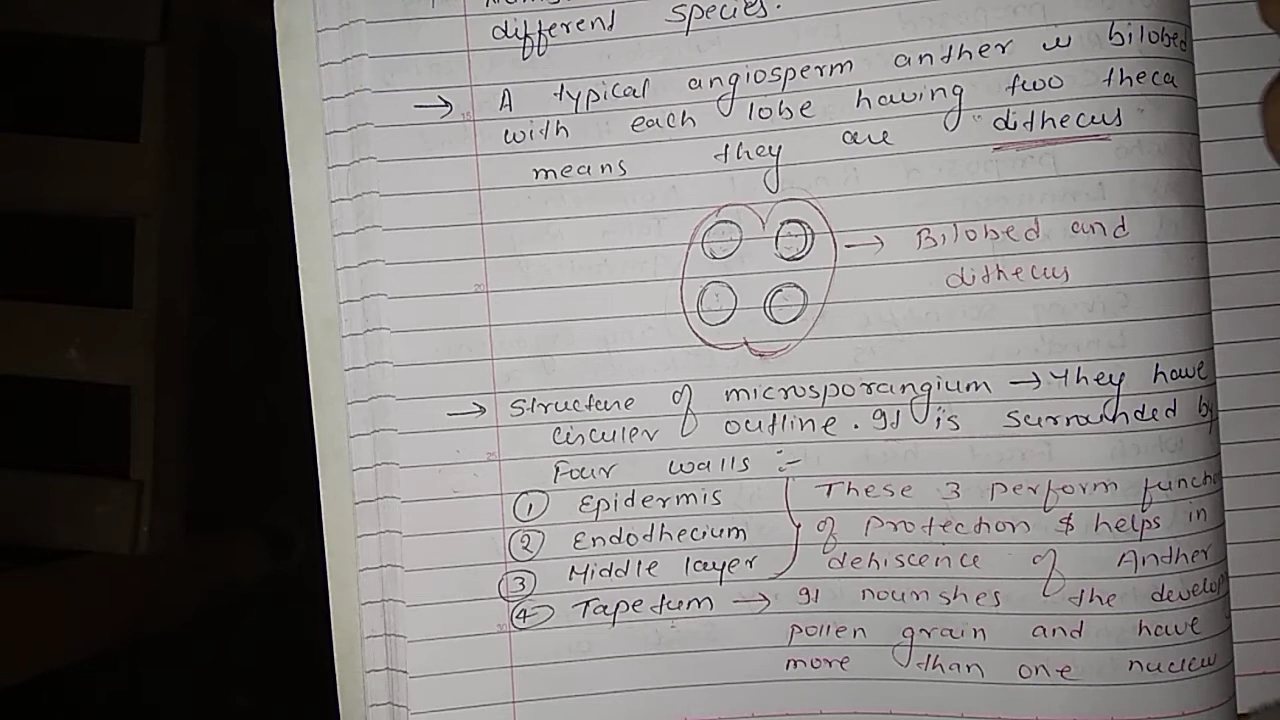 different species.
→ A typical angiosperm anther is bilobed
with each lobe having two theca
means they are "dithecus"
→ Bilobed and
dithecus
→ Structure of microsporangium → They have
circuler outline. It is surrounded by
Four walls :-
① Epidermis } These 3 perform
② Endothecium } of protection & helps in
③ Middle layer } dehiscence of Anther
④ Tapetum → It nourishes the develop
pollen grain and have
more than one